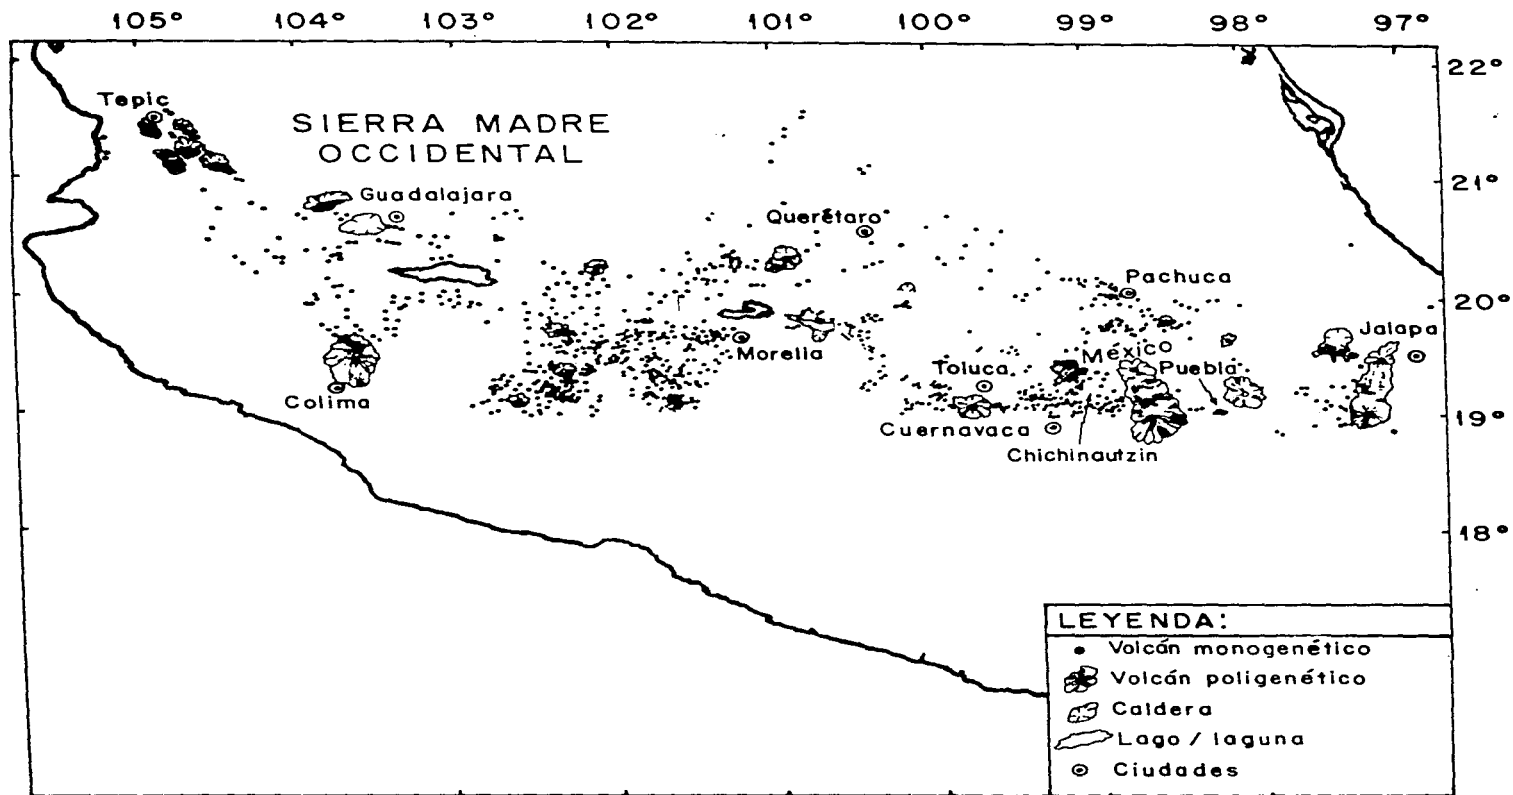 105° 104° 103° 102° 101° 100° 99° 98° 97°
22°
Tepic
SIERRA MADRE
OCCIDENTAL
21°
Guadalajara
Querétaro
Pachuca
20°
Jalapa
Morelia
México
Toluca
Puebla
Colima
19°
Cuernavaca
Chichinautzin
18°
LEYENDA:
Volcán monogenético
Volcán poligenético
Caldera
Lago / laguna
Ciudades